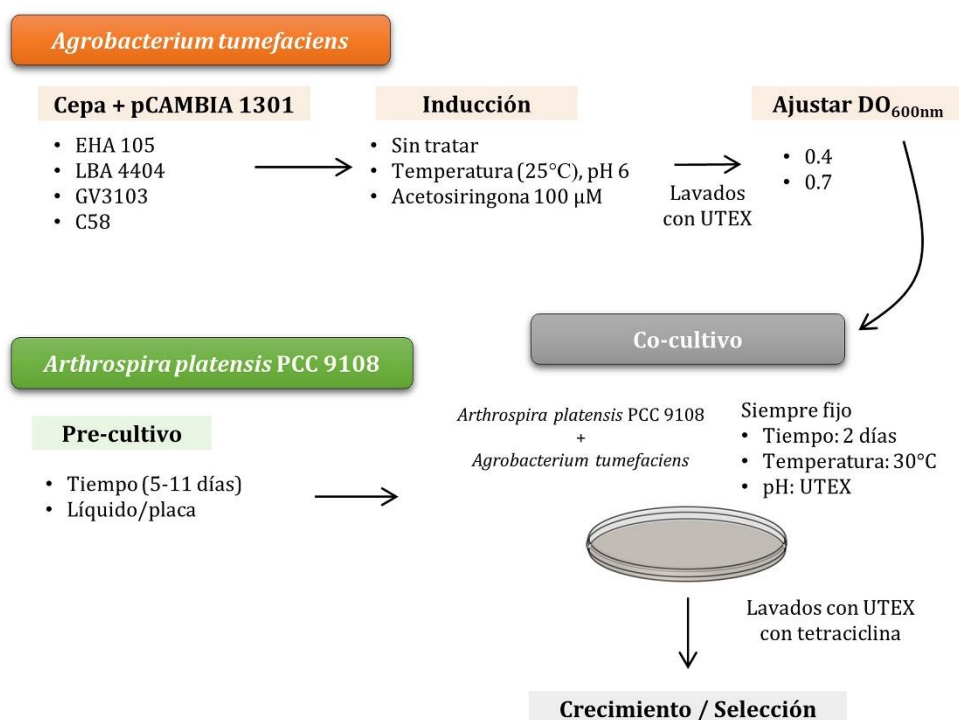 Agrobacterium tumefaciens
Cepa + pCAMBIA 1301
• EHA 105
• LBA 4404
• GV3103
• C58
Inducción
• Sin tratar
• Temperatura (25°C), pH 6
• Acetosiringona 100 µM
Lavados
con UTEX
Ajustar DO600nm
• 0.4
• 0.7
Arthrospira platensis PCC 9108
Pre-cultivo
• Tiempo (5-11 días)
• Líquido/placa
Co-cultivo
Arthrospira platensis PCC 9108
+
Agrobacterium tumefaciens
Siempre fijo
• Tiempo: 2 días
• Temperatura: 30°C
• pH: UTEX
Lavados con UTEX
con tetraciclina
Crecimiento / Selección